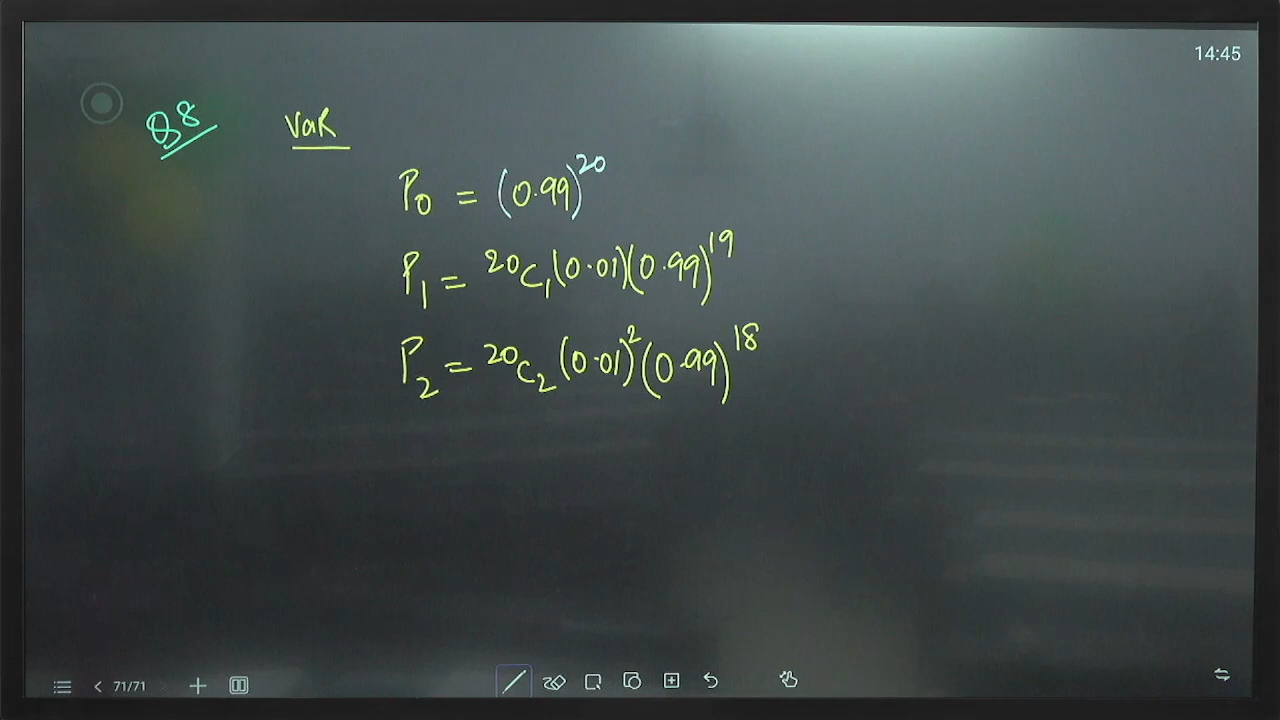 14:45
Q8 VaR
P₀ = (0.99)²⁰
P₁ = ²⁰C₁(0.01)(0.99)¹⁹
P₂ = ²⁰C₂(0.01)²(0.99)¹⁸
71/71